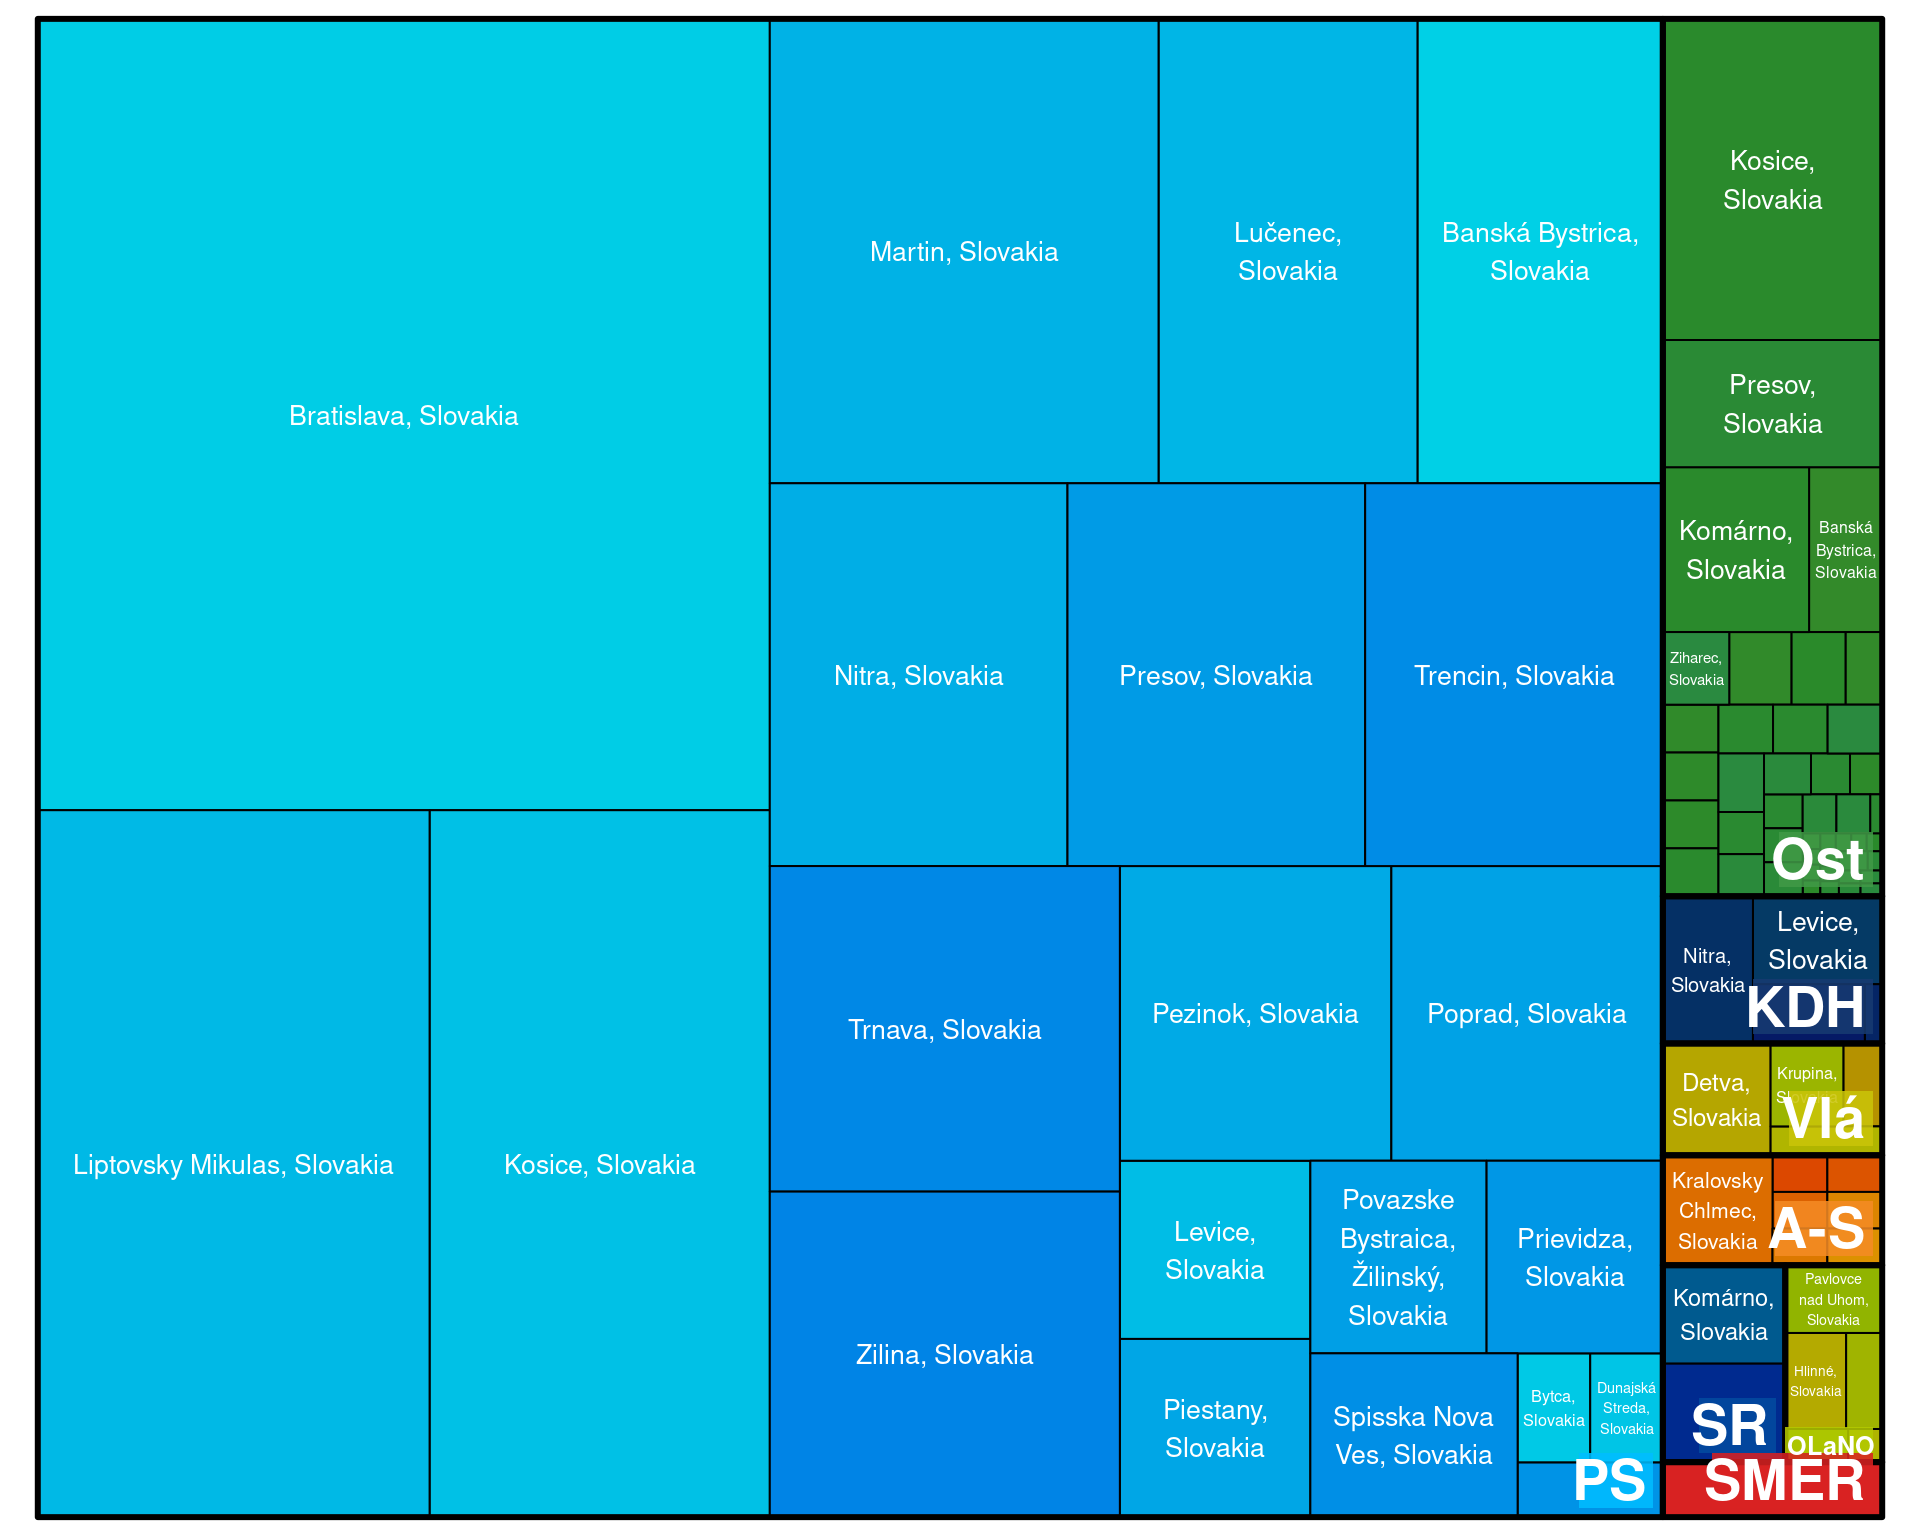 Bratislava, Slovakia
Liptovsky Mikulas, Slovakia
Kosice, Slovakia
Martin, Slovakia
Lučenec,
Slovakia
Banská Bystrica,
Slovakia
Nitra, Slovakia
Presov, Slovakia
Trencin, Slovakia
Trnava, Slovakia
Zilina, Slovakia
Pezinok, Slovakia
Poprad, Slovakia
Levice,
Slovakia
Piestany,
Slovakia
Povazske
Bystraica,
Žilinský,
Slovakia
Prievidza,
Slovakia
Spisska Nova
Ves, Slovakia
Bytca,
Slovakia
Dunajská
Streda,
Slovakia
PS
Kosice,
Slovakia
Presov,
Slovakia
Komárno,
Slovakia
Banská
Bystrica,
Slovakia
Ziharec,
Slovakia
Ost
Nitra,
Slovakia
Levice,
Slovakia
KDH
Detva,
Slovakia
Krupina,
Slovakia
Vlá
Kralovsky
Chlmec,
Slovakia
A-S
Komárno,
Slovakia
SR
Pavlovce
nad Uhom,
Slovakia
Hlinné,
Slovakia
OLaNO
SMER